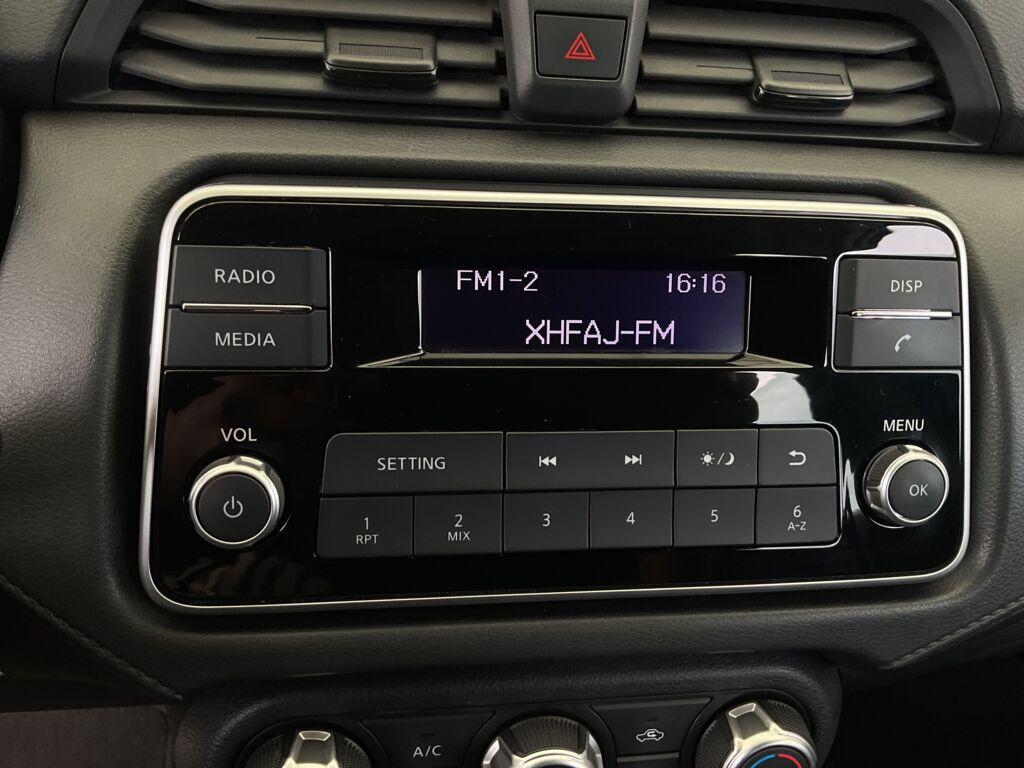 FM1-2 16:16
XHFAJ-FM
RADIO
MEDIA
DISP
VOL
MENU
SETTING
OK
1
RPT
2
MIX
3
4
5
6
A-Z
A/C